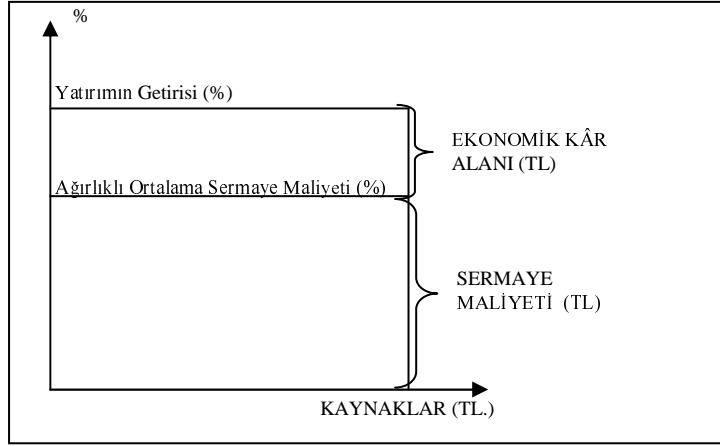 %
Yatırımın Getirisi (%)
EKONOMİK KÂR
ALANI (TL)
Ağırlıklı Ortalama Sermaye Maliyeti (%)
SERMAYE
MALİYETİ (TL)
KAYNAKLAR (TL.)